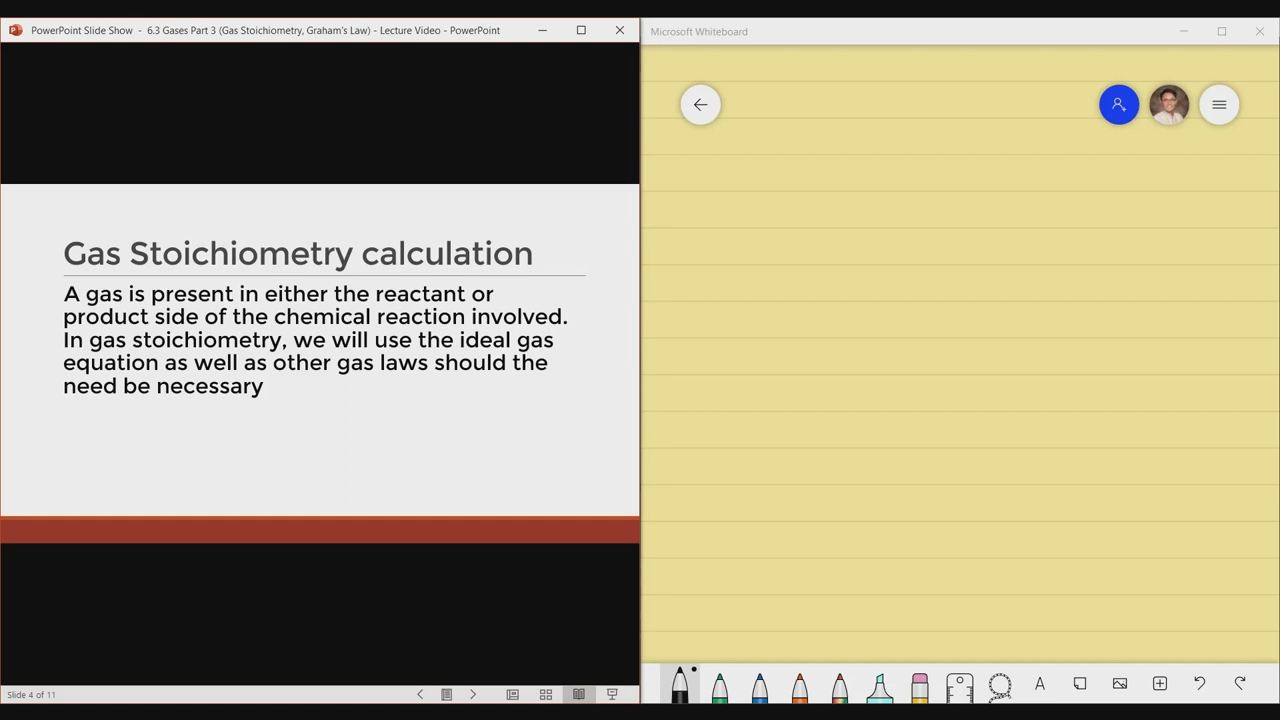 PowerPoint Slide Show - 6.3 Gases Part 3 (Gas Stoichiometry, Graham's Law) - Lecture Video - PowerPoint
Microsoft Whiteboard
Gas Stoichiometry calculation
A gas is present in either the reactant or
product side of the chemical reaction involved.
In gas stoichiometry, we will use the ideal gas
equation as well as other gas laws should the
need be necessary
Slide 4 of 11